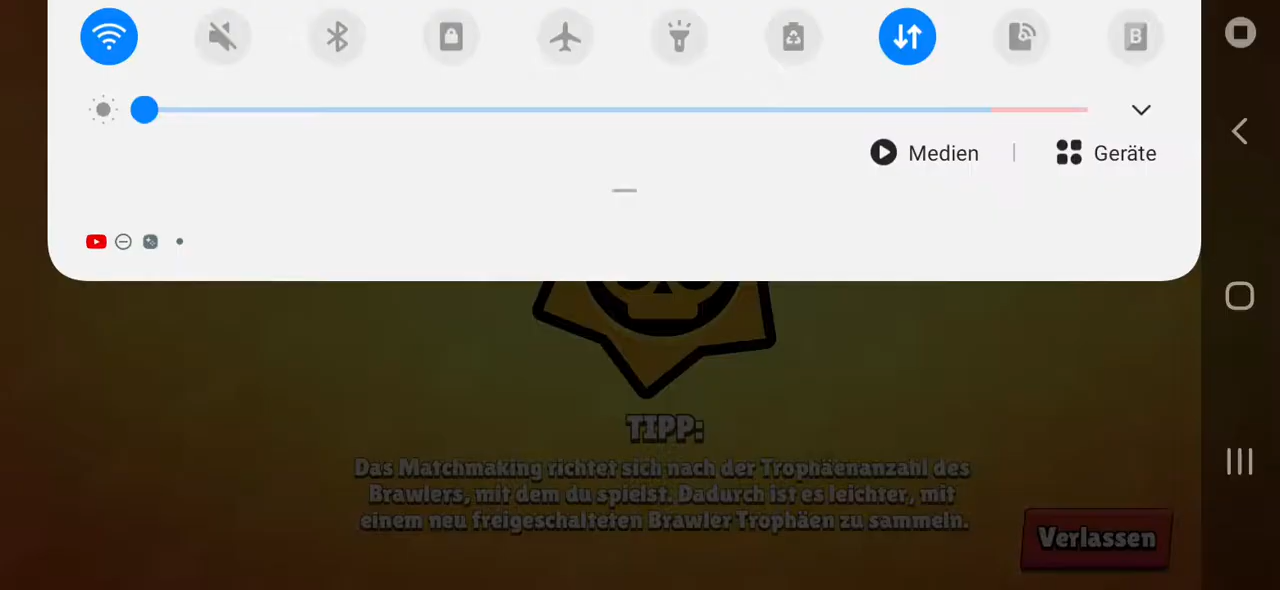 B
Medien
Geräte
TIPP:
Das Matchmaking richtet sich nach der Trophäenanzahl des
Brawlers, mit dem du spielst. Dadurch ist es leichter, mit
einem neu freigeschalteten Brawler Trophäen zu sammeln.
Verlassen